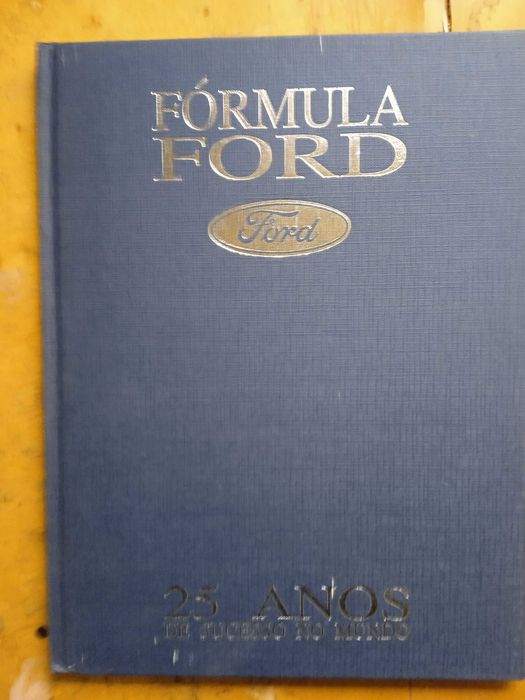 FÓRMULA
FORD
Ford
25 ANOS
DE SUCESSO NO MUNDO